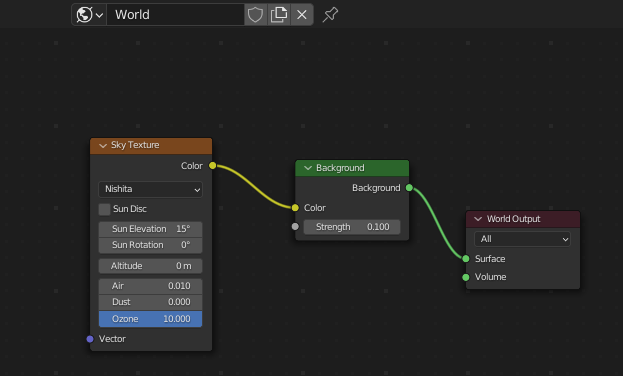 World
Sky Texture
Color
Nishita
Sun Disc
Sun Elevation 15°
Sun Rotation 0°
Altitude 0 m
Air 0.010
Dust 0.000
Ozone 10.000
Vector
Background
Background
Color
Strength 0.100
World Output
All
Surface
Volume